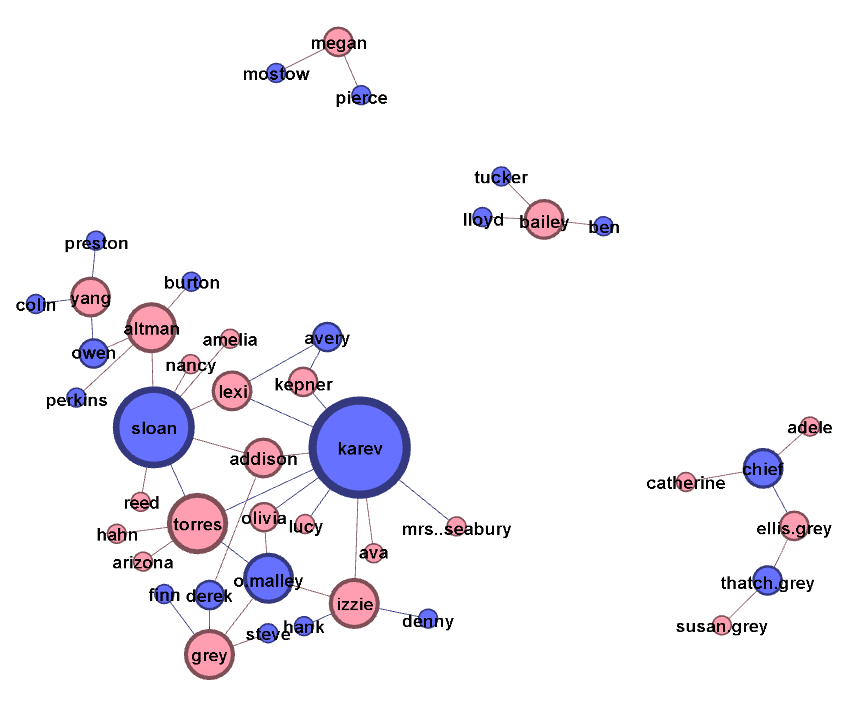 megan
mostow
pierce
tucker
lloyd
bailey
ben
preston
burton
colin
yang
altman
owen
amelia
avery
nancy
kepner
perkins
lexi
sloan
karev
addison
adele
chief
catherine
reed
torres
olivia
lucy
mrs..seabury
hahn
ellis.grey
arizona
ava
finn
derek
o.malley
thatch.grey
izzie
hank
denny
steve
susan.grey
grey